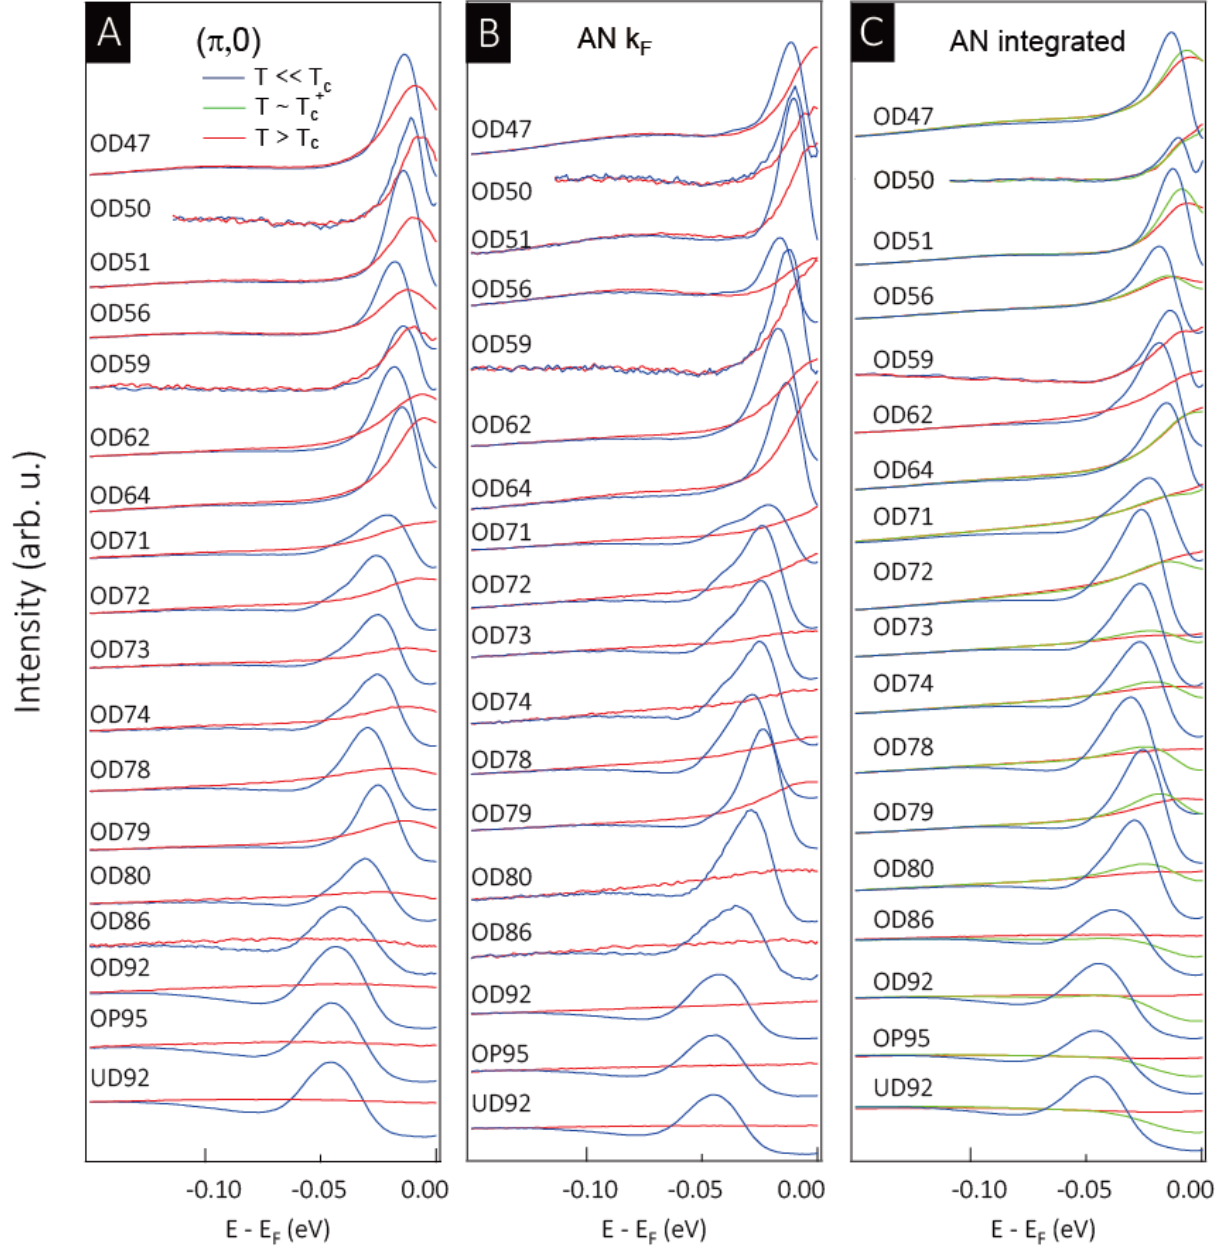 A
(π,0)
T << Tc
T ~ Tc+
T > Tc
OD47
OD50
OD51
OD56
OD59
OD62
OD64
OD71
OD72
OD73
OD74
OD78
OD79
OD80
OD86
OD92
OP95
UD92
-0.10 -0.05 0.00
E - EF (eV)
B
AN kF
OD47
OD50
OD51
OD56
OD59
OD62
OD64
OD71
OD72
OD73
OD74
OD78
OD79
OD80
OD86
OD92
OP95
UD92
-0.10 -0.05 0.00
E - EF (eV)
C
AN integrated
OD47
OD50
OD51
OD56
OD59
OD62
OD64
OD71
OD72
OD73
OD74
OD78
OD79
OD80
OD86
OD92
OP95
UD92
-0.10 -0.05 0.00
E - EF (eV)
Intensity (arb. u.)